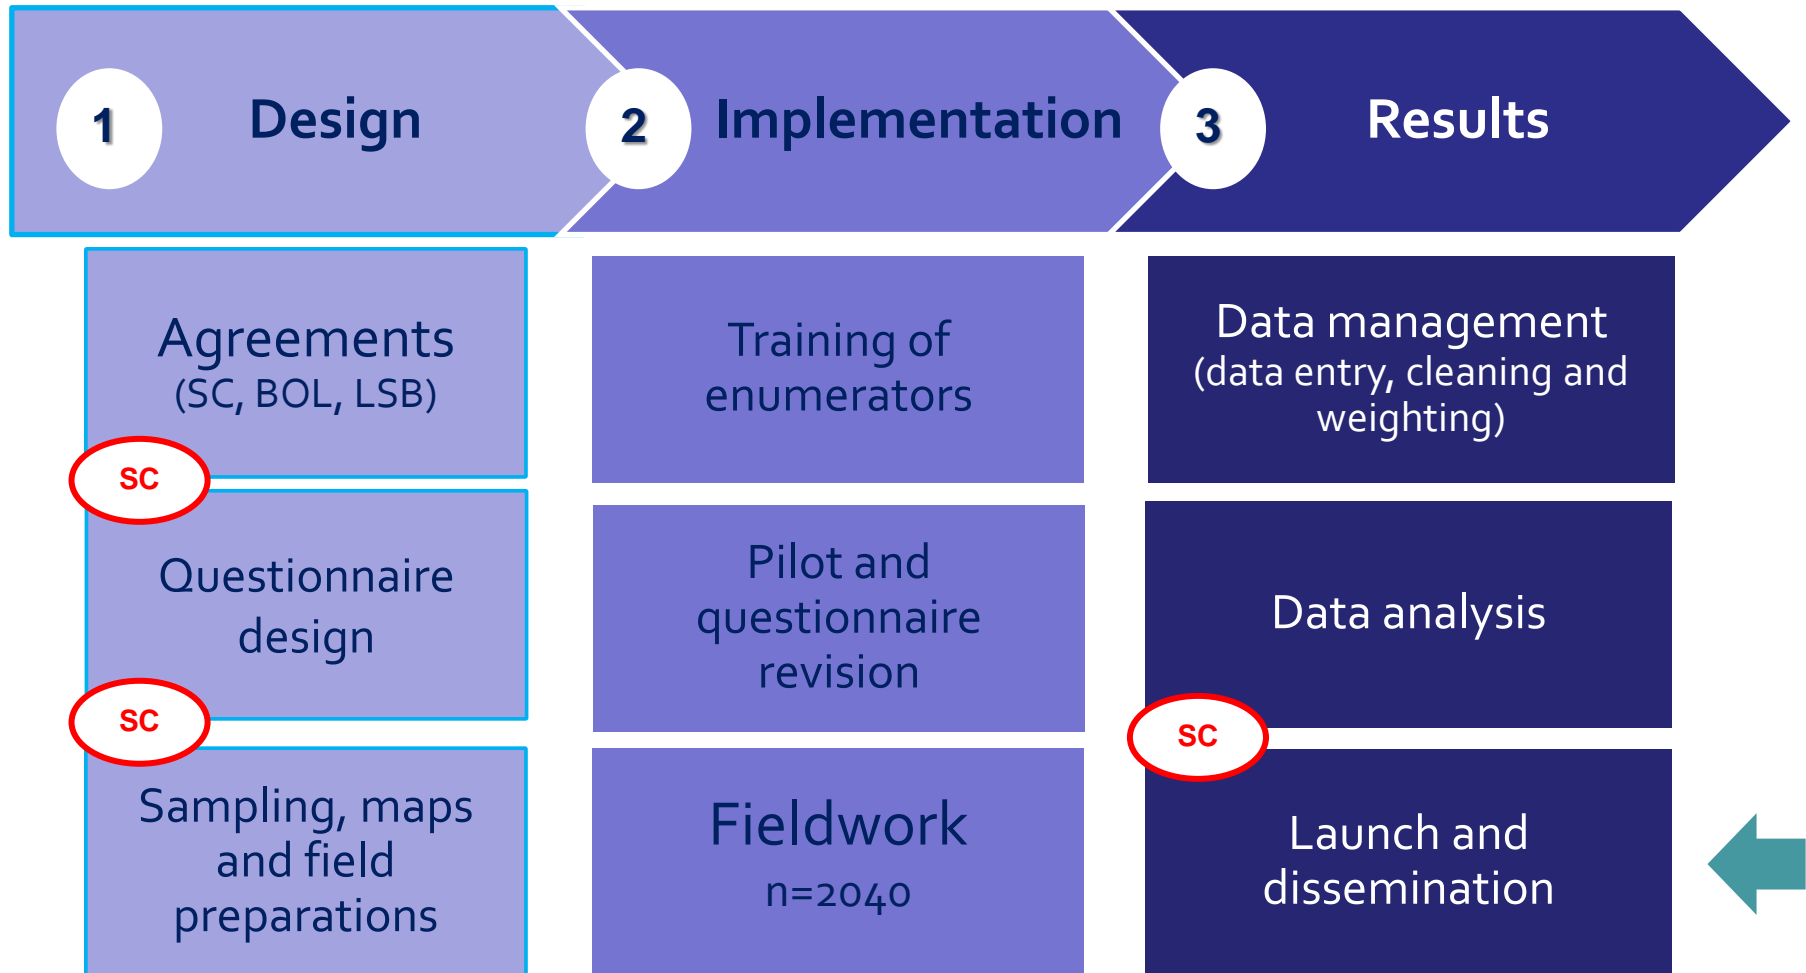 1
Design
2
Implementation
3
Results
Agreements
(SC, BOL, LSB)
SC
Questionnaire
design
SC
Sampling, maps
and field
preparations
Training of
enumerators
Pilot and
questionnaire
revision
Fieldwork
n=2040
Data management
(data entry, cleaning and
weighting)
Data analysis
SC
Launch and
dissemination